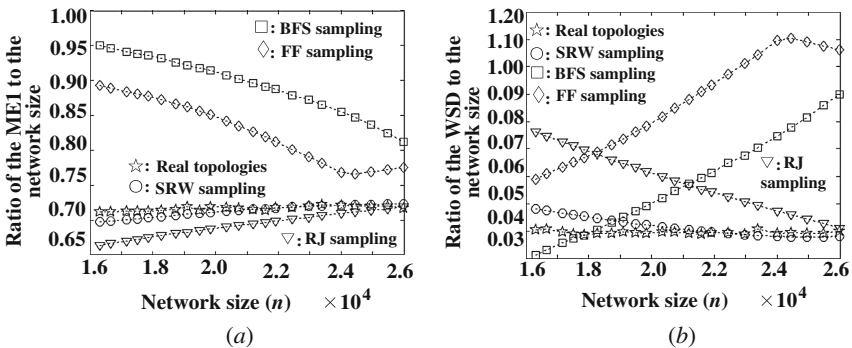 Ratio of the ME1 to the
network size
1.00
0.95
0.90
0.85
0.80
0.75
0.70
0.65
□: BFS sampling
◇: FF sampling
☆: Real topologies
○: SRW sampling
▽: RJ sampling
1.6 1.8 2.0 2.2 2.4 2.6
Network size (n) × 10⁴
(a)
Ratio of the WSD to the
network size
1.20
1.10
0.09
0.08
0.07
0.06
0.05
0.04
0.03
☆: Real topologies
○: SRW sampling
□: BFS sampling
◇: FF sampling
▽: RJ
sampling
1.6 1.8 2.0 2.2 2.4 2.6
Network size (n) × 10⁴
(b)